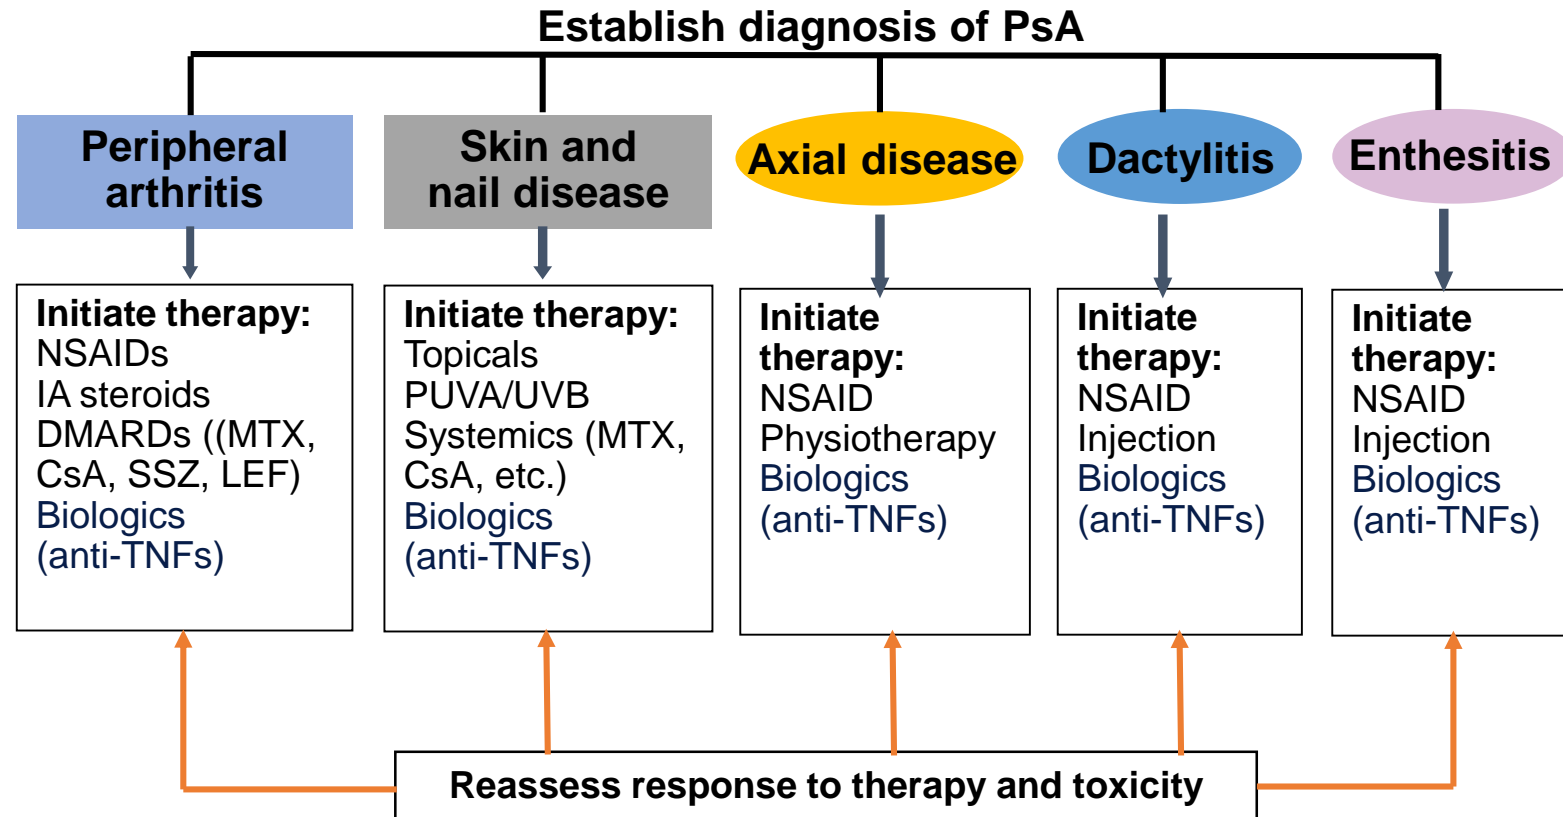 Establish diagnosis of PsA
Peripheral
arthritis
Skin and
nail disease
Axial disease
Dactylitis
Enthesitis
Initiate therapy:
NSAIDs
IA steroids
DMARDs ((MTX,
CsA, SSZ, LEF)
Biologics
(anti-TNFs)
Initiate therapy:
Topicals
PUVA/UVB
Systemics (MTX,
CsA, etc.)
Biologics
(anti-TNFs)
Initiate
therapy:
NSAID
Physiotherapy
Biologics
(anti-TNFs)
Initiate
therapy:
NSAID
Injection
Biologics
(anti-TNFs)
Initiate
therapy:
NSAID
Injection
Biologics
(anti-TNFs)
Reassess response to therapy and toxicity